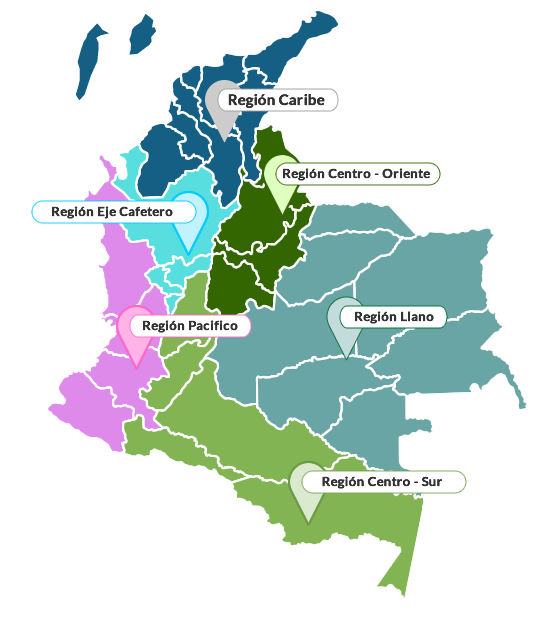 Región Caribe
Región Centro - Oriente
Región Eje Cafetero
Región Llano
Región Pacifico
Región Centro - Sur